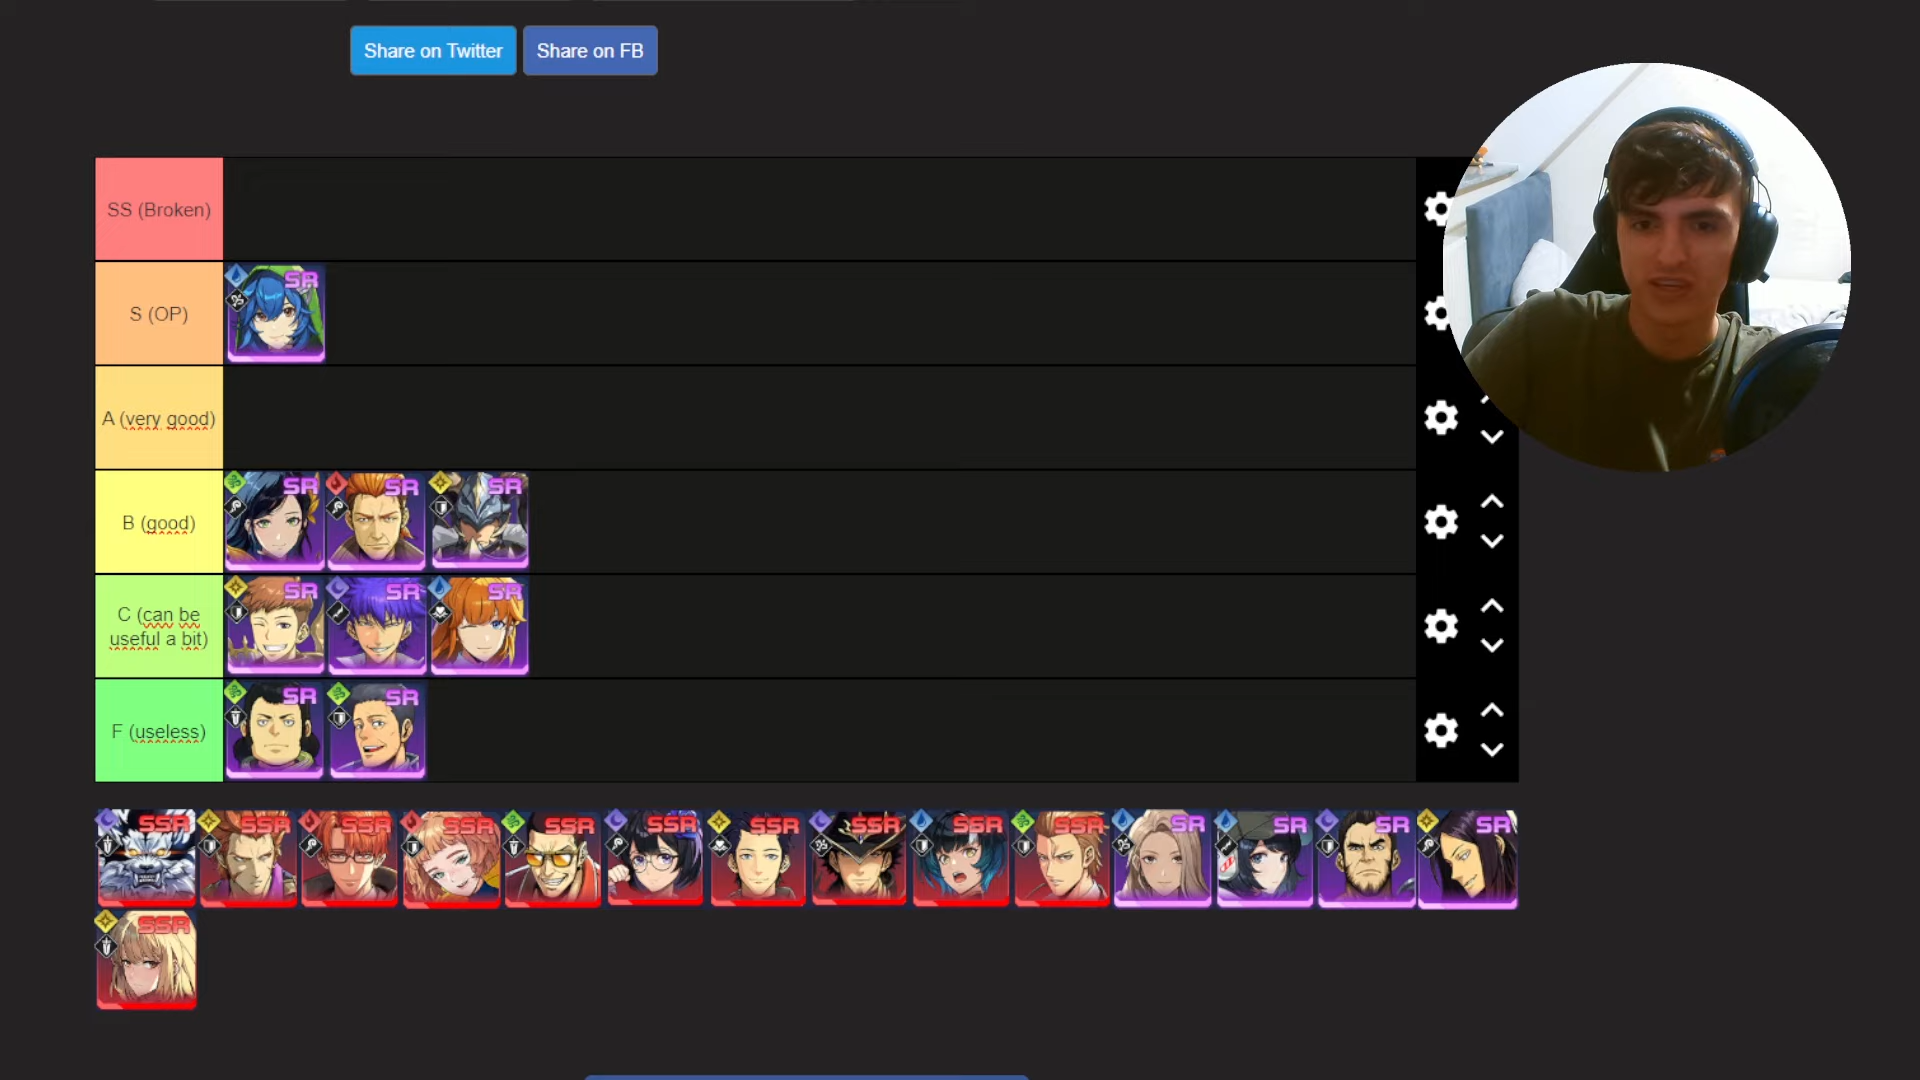 Share on Twitter Share on FB
SS (Broken)
S (OP)
SR
A (very good)
B (good)
SR SR SR
C (can be
useful a bit)
SR SR SR
F (useless)
SR SR
SSR SSR SSR SSR SSR SSR SSR SSR SSR SSR SR SR SR SR
SSR